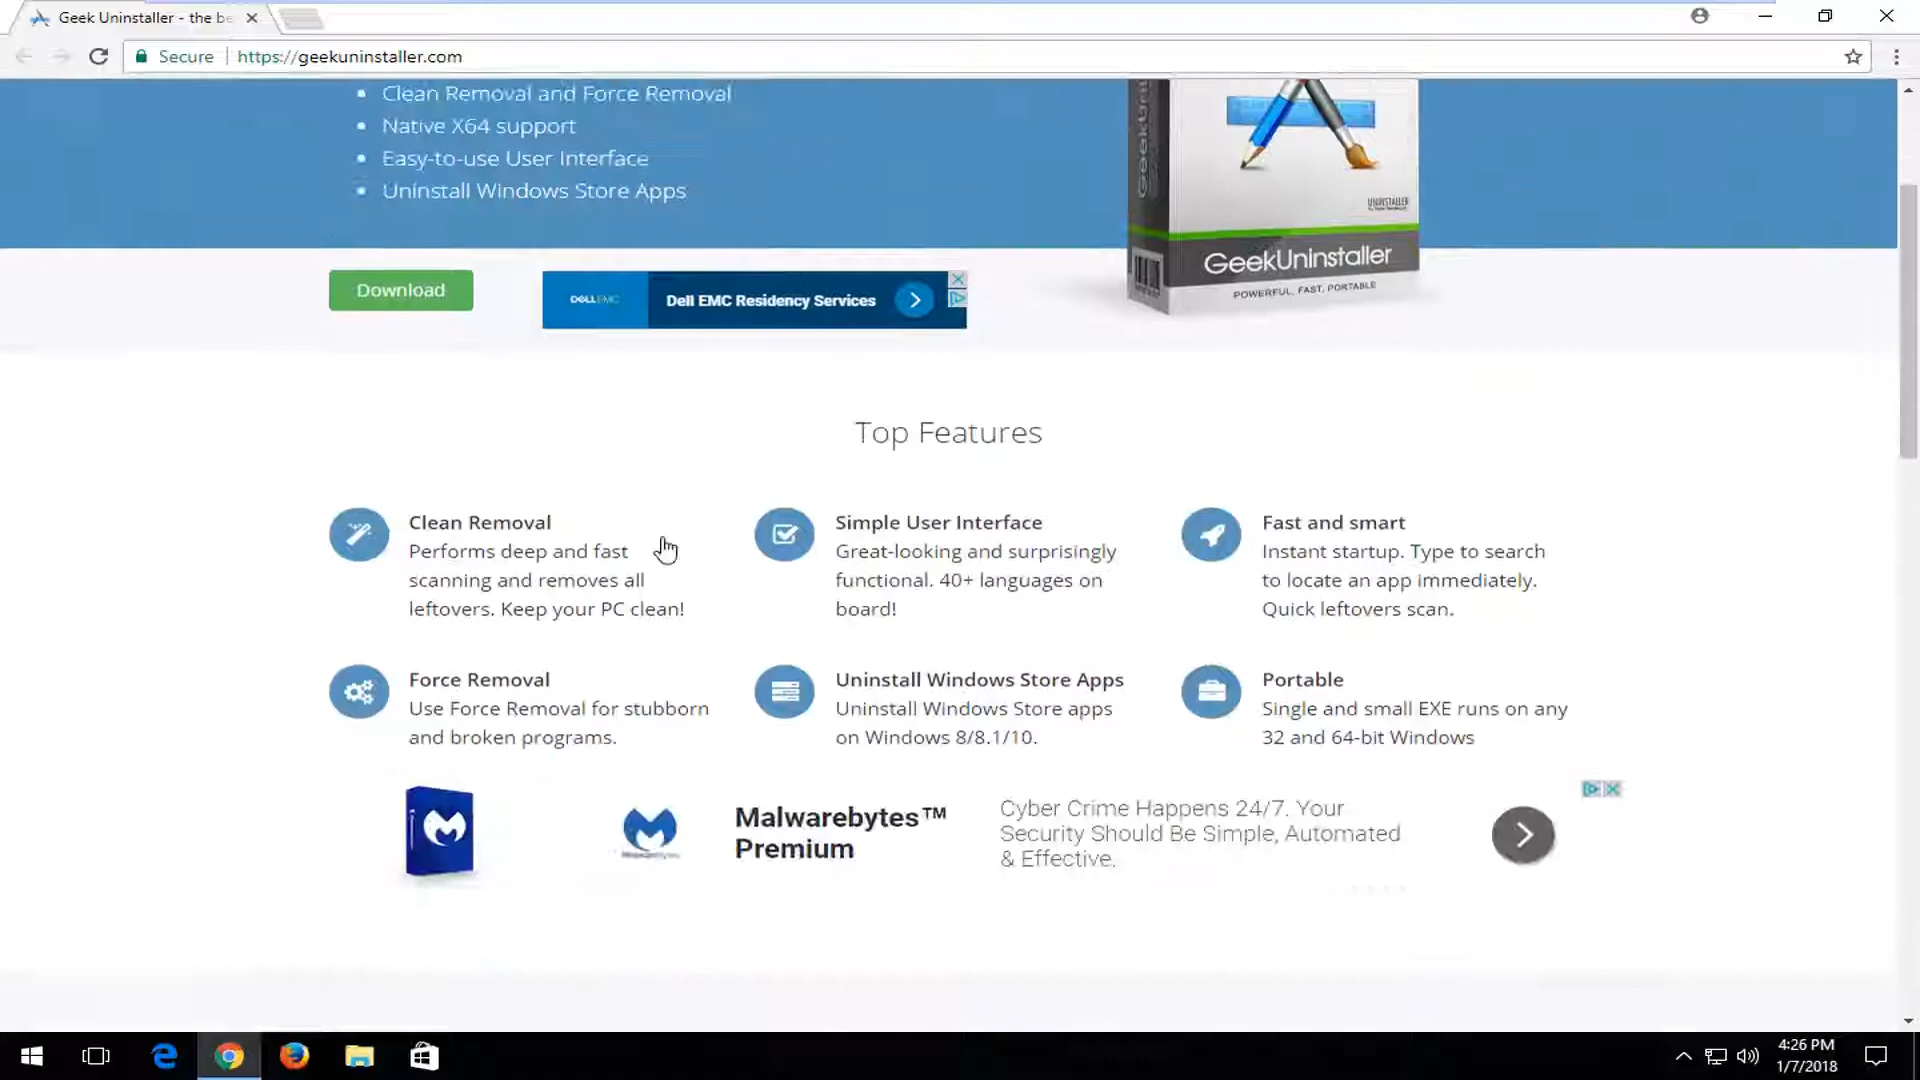 Geek Uninstaller - the be
Secure
https://geekuninstaller.com
Clean Removal and Force Removal
Native X64 support
Easy-to-use User Interface
Uninstall Windows Store Apps
UNINSTALLER
GeekUninstaller
POWERFUL, FAST, PORTABLE
Download
DELL EMC
Dell EMC Residency Services
Top Features
Clean Removal
Performs deep and fast
scanning and removes all
leftovers. Keep your PC clean!
Simple User Interface
Great-looking and surprisingly
functional. 40+ languages on
board!
Fast and smart
Instant startup. Type to search
to locate an app immediately.
Quick leftovers scan.
Force Removal
Use Force Removal for stubborn
and broken programs.
Uninstall Windows Store Apps
Uninstall Windows Store apps
on Windows 8/8.1/10.
Portable
Single and small EXE runs on any
32 and 64-bit Windows
Malwarebytes
Malwarebytes™
Premium
Cyber Crime Happens 24/7. Your
Security Should Be Simple, Automated
& Effective.
4:26 PM
1/7/2018